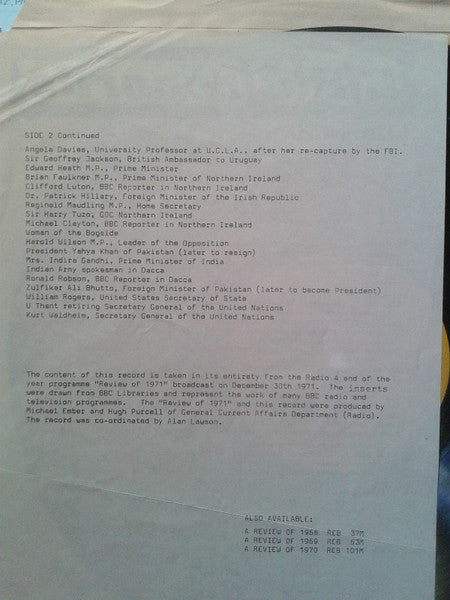 SIDE 2 Continued
Angela Davies, University Professor at U.C.L.A., after her re-capture by the FBI.
Sir Geoffrey Jackson, British Ambassador to Uruguay
Edward Heath M.P., Prime Minister
Brian Faulkner M.P., Prime Minister of Northern Ireland
Clifford Luton, BBC Reporter in Northern Ireland
Dr. Patrick Hillary, Foreign Minister of the Irish Republic
Reginald Maudling M.P., Home Secretary
Sir Harry Tuzo, GOC Northern Ireland
Michael Clayton, BBC Reporter in Northern Ireland
Woman of the Bogside
Harold Wilson M.P., Leader of the Opposition
President Yehya Khan of Pakistan (later to resign)
Mrs. Indira Gandhi, Prime Minister of India
Indian Army spokesman in Dacca
Ronald Robson, BBC Reporter in Dacca
Zulfiker Ali Bhutto, Foreign Minister of Pakistan (later to become President)
William Rogers, United States Secretary of State
U Thant retiring Secretary General of the United Nations
Kurt Waldheim, Secretary General of the United Nations
The content of this record is taken in its entirety from the Radio 4 end of the
year programme "Review of 1971" broadcast on December 30th 1971. The inserts
were drawn from BBC Libraries and represent the work of many BBC radio and
television programmes. The "Review of 1971" and this record were produced by
Michael Ember and Hugh Purcell of General Current Affairs Department (Radio).
The record was co-ordinated by Alan Lawson.
ALSO AVAILABLE:
A REVIEW OF 1968 REB 37M
A REVIEW OF 1969 REB 63M
A REVIEW OF 1970 REB 101M